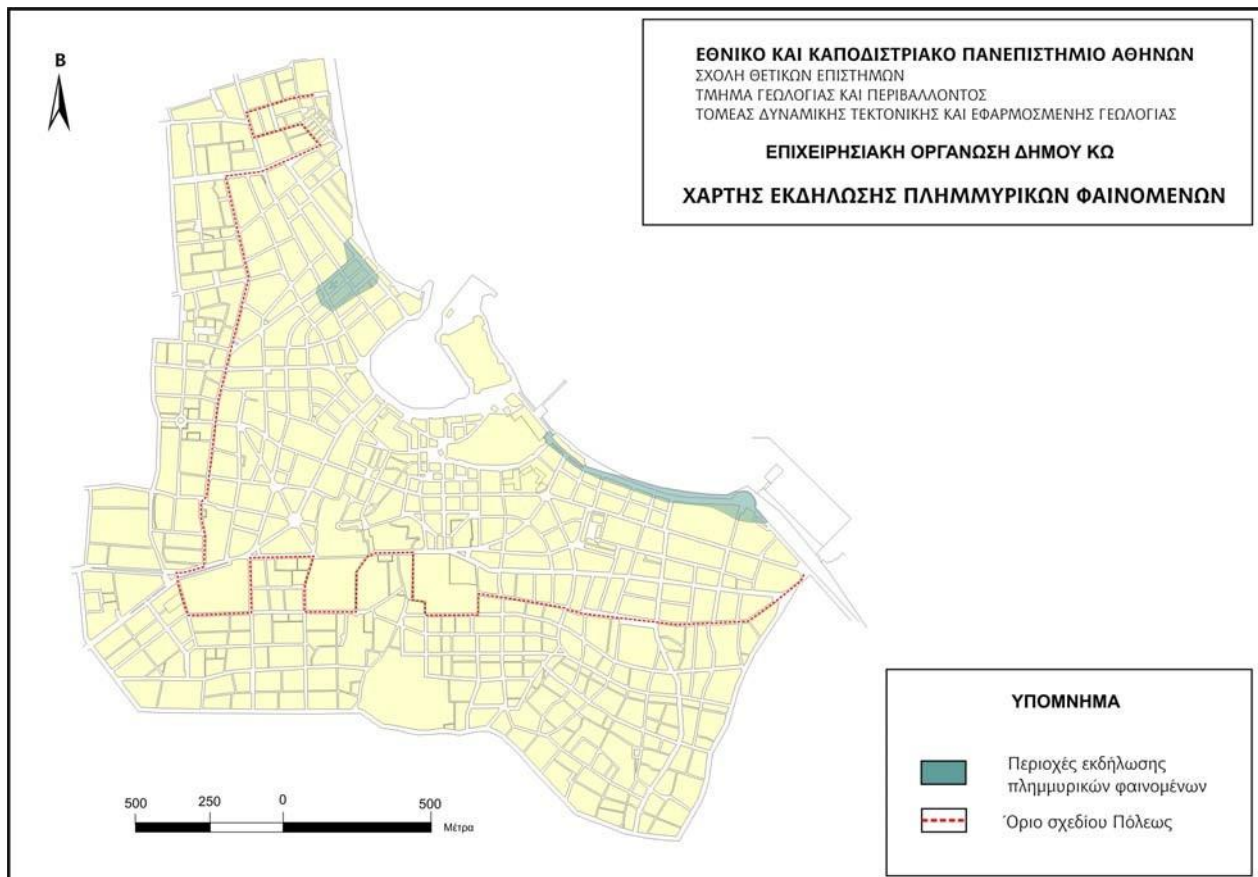 Β
ΕΘΝΙΚΟ ΚΑΙ ΚΑΠΟΔΙΣΤΡΙΑΚΟ ΠΑΝΕΠΙΣΤΗΜΙΟ ΑΘΗΝΩΝ
ΣΧΟΛΗ ΘΕΤΙΚΩΝ ΕΠΙΣΤΗΜΩΝ
ΤΜΗΜΑ ΓΕΩΛΟΓΙΑΣ ΚΑΙ ΠΕΡΙΒΑΛΛΟΝΤΟΣ
ΤΟΜΕΑΣ ΔΥΝΑΜΙΚΗΣ ΤΕΚΤΟΝΙΚΗΣ ΚΑΙ ΕΦΑΡΜΟΣΜΕΝΗΣ ΓΕΩΛΟΓΙΑΣ
ΕΠΙΧΕΙΡΗΣΙΑΚΗ ΟΡΓΑΝΩΣΗ ΔΗΜΟΥ ΚΩ
ΧΑΡΤΗΣ ΕΚΔΗΛΩΣΗΣ ΠΛΗΜΜΥΡΙΚΩΝ ΦΑΙΝΟΜΕΝΩΝ
ΥΠΟΜΝΗΜΑ
Περιοχές εκδήλωσης
πλημμυρικών φαινομένων
Όριο σχεδίου Πόλεως
500 250 0 500
Μέτρα